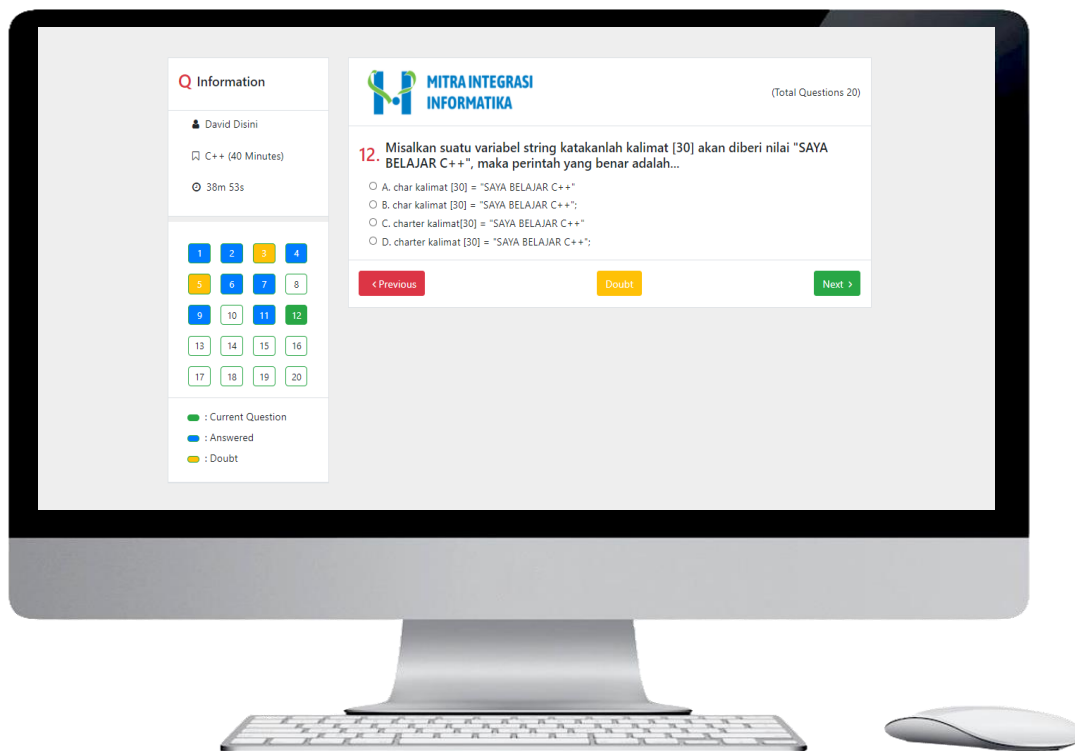 Q Information
David Disini
C++ (40 Minutes)
38m 53s
1 2 3 4
5 6 7 8
9 10 11 12
13 14 15 16
17 18 19 20
: Current Question
: Answered
: Doubt
MITRA INTEGRASI
INFORMATIKA
(Total Questions 20)
12. Misalkan suatu variabel string katakanlah kalimat [30] akan diberi nilai "SAYA
BELAJAR C++", maka perintah yang benar adalah...
A. char kalimat [30] = "SAYA BELAJAR C++"
B. char kalimat [30] = "SAYA BELAJAR C++";
C. charter kalimat[30] = "SAYA BELAJAR C++"
D. charter kalimat [30] = "SAYA BELAJAR C++";
< Previous
Doubt
Next >